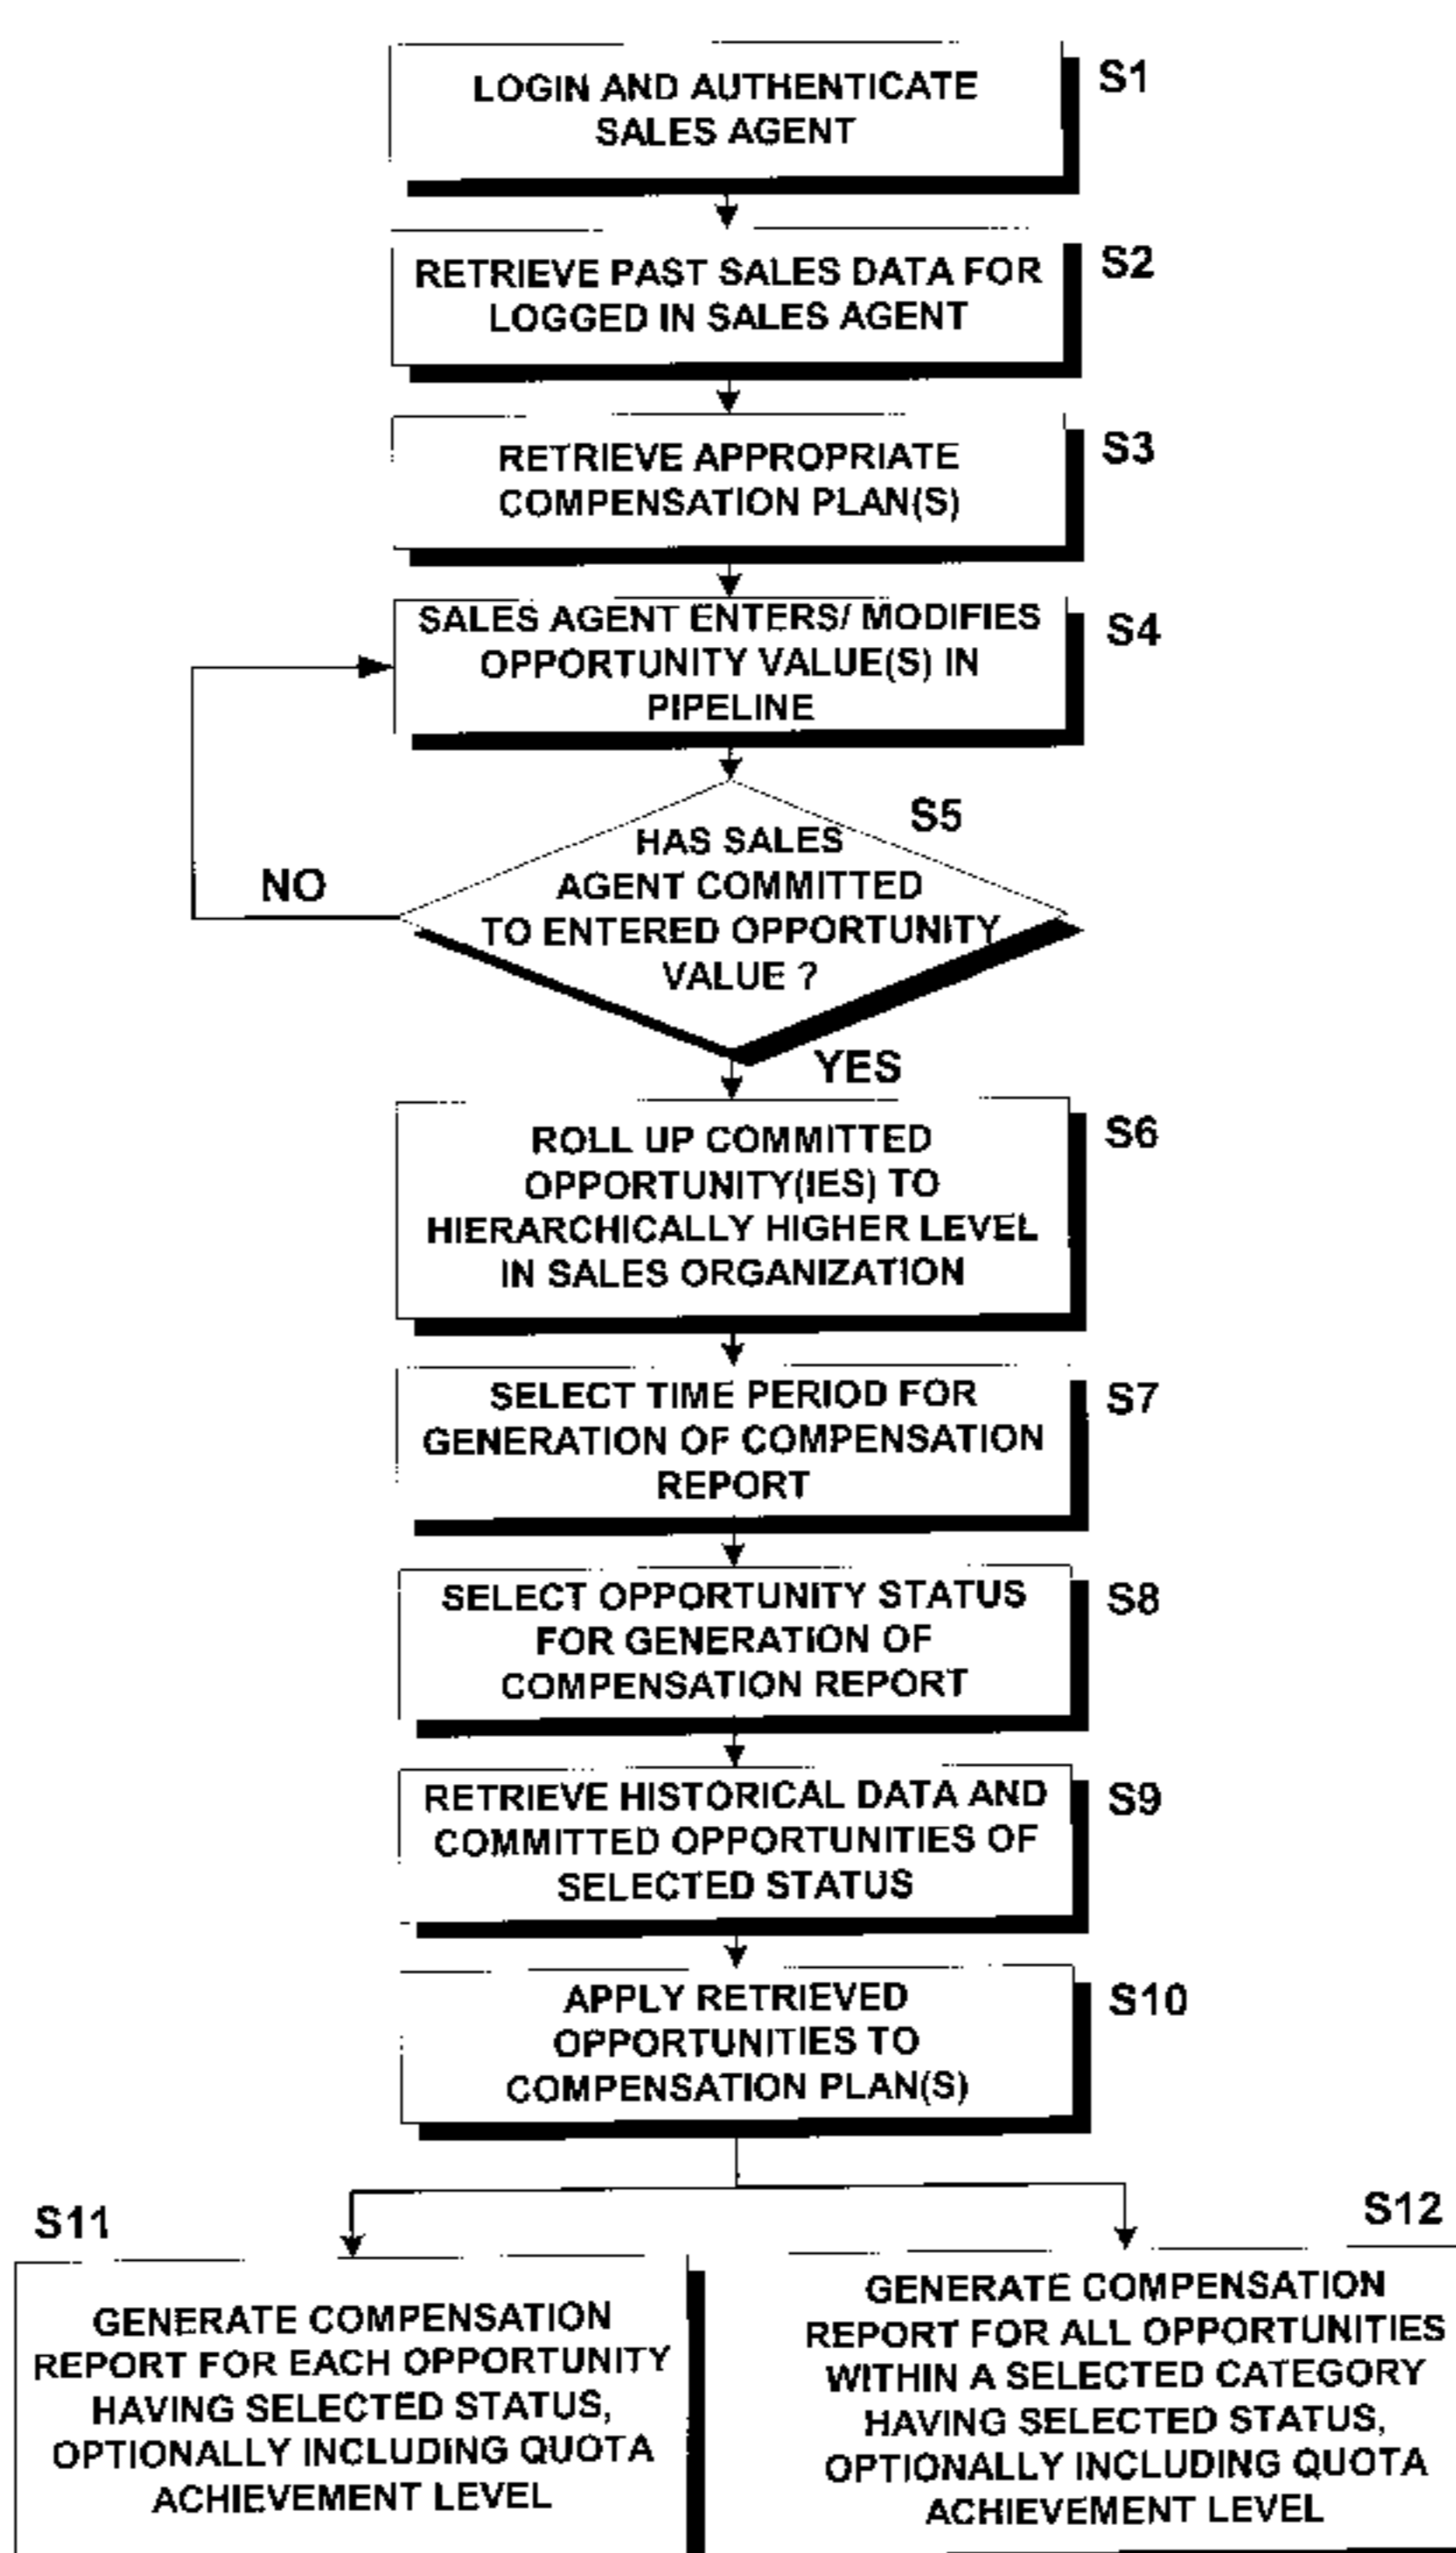 LOGIN AND AUTHENTICATE
SALES AGENT
S1
RETRIEVE PAST SALES DATA FOR
LOGGED IN SALES AGENT
S2
RETRIEVE APPROPRIATE
COMPENSATION PLAN(S)
S3
SALES AGENT ENTERS/ MODIFIES
OPPORTUNITY VALUE(S) IN
PIPELINE
S4
HAS SALES
AGENT COMMITTED
TO ENTERED OPPORTUNITY
VALUE ?
S5
NO
YES
ROLL UP COMMITTED
OPPORTUNITY(IES) TO
HIERARCHICALLY HIGHER LEVEL
IN SALES ORGANIZATION
S6
SELECT TIME PERIOD FOR
GENERATION OF COMPENSATION
REPORT
S7
SELECT OPPORTUNITY STATUS
FOR GENERATION OF
COMPENSATION REPORT
S8
RETRIEVE HISTORICAL DATA AND
COMMITTED OPPORTUNITIES OF
SELECTED STATUS
S9
APPLY RETRIEVED
OPPORTUNITIES TO
COMPENSATION PLAN(S)
S10
S11
GENERATE COMPENSATION
REPORT FOR EACH OPPORTUNITY
HAVING SELECTED STATUS,
OPTIONALLY INCLUDING QUOTA
ACHIEVEMENT LEVEL
S12
GENERATE COMPENSATION
REPORT FOR ALL OPPORTUNITIES
WITHIN A SELECTED CATEGORY
HAVING SELECTED STATUS,
OPTIONALLY INCLUDING QUOTA
ACHIEVEMENT LEVEL